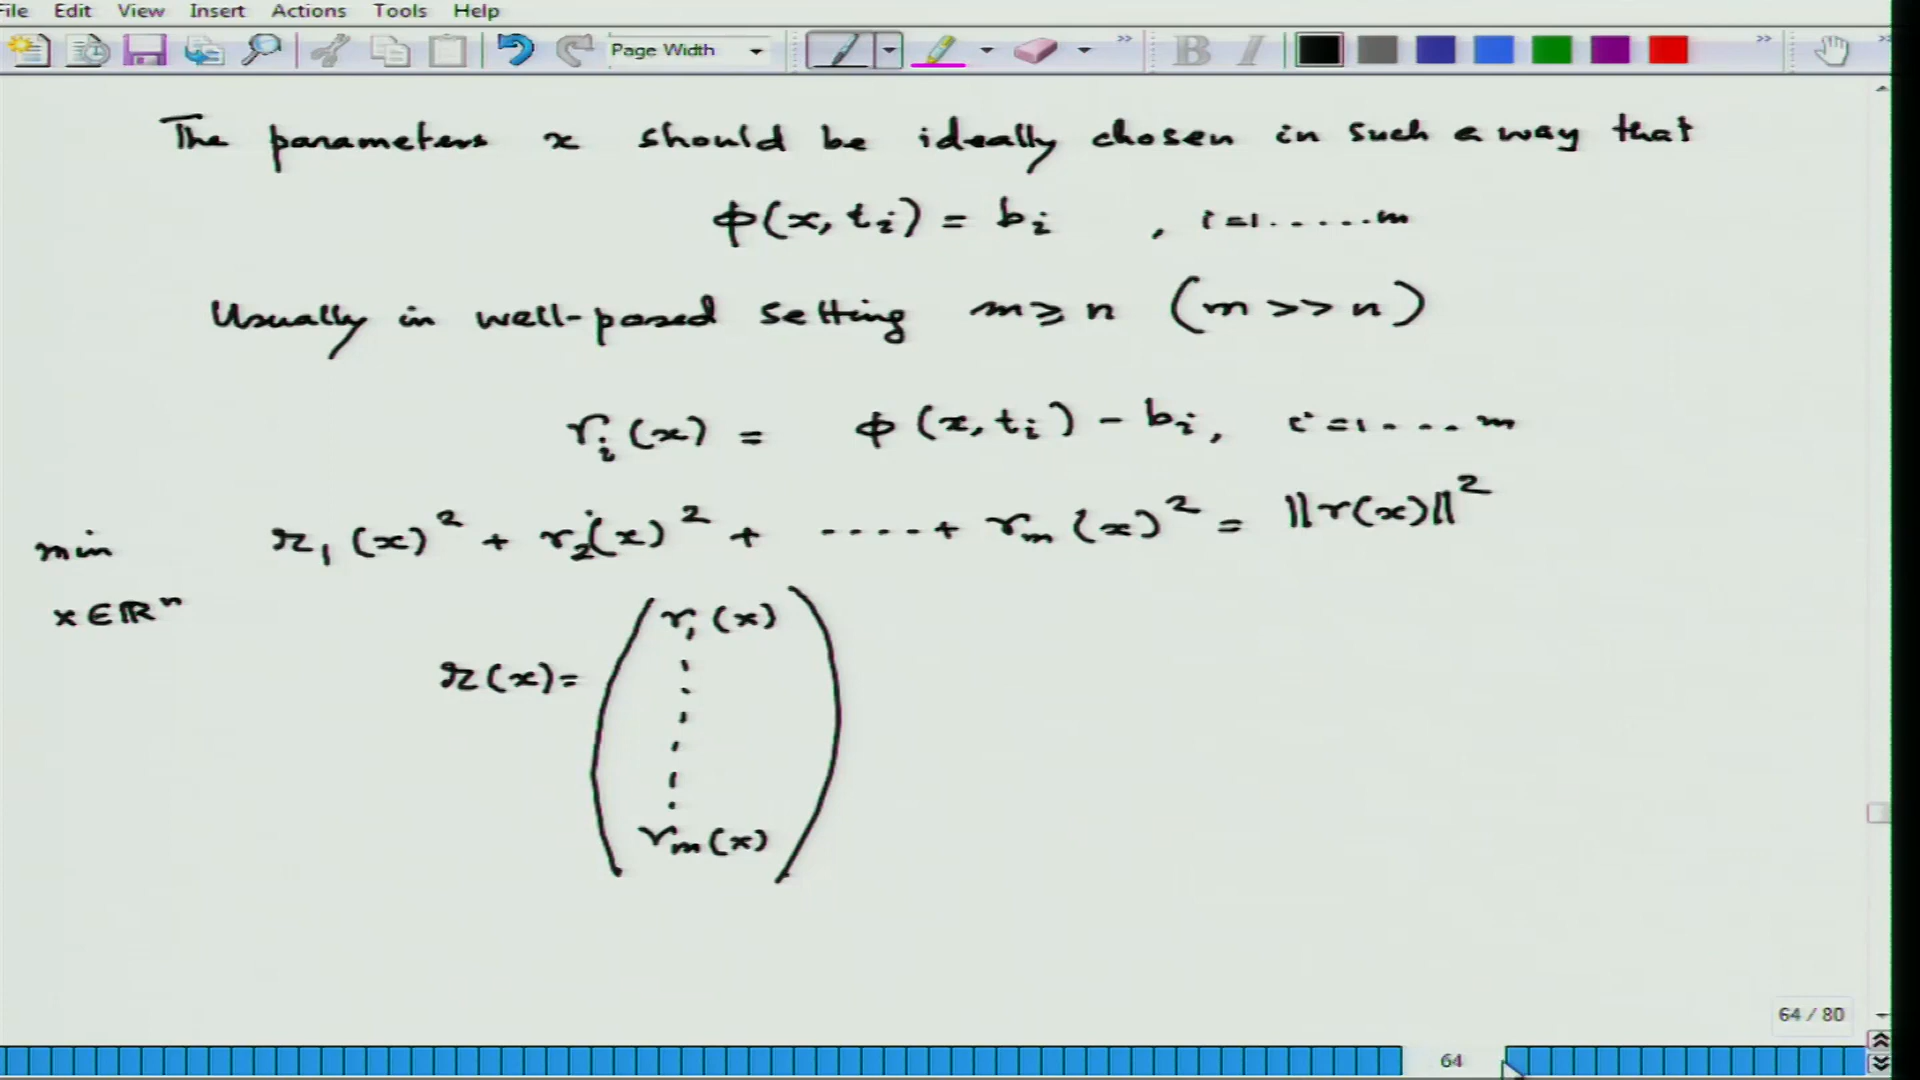 File Edit View Insert Actions Tools Help
Page Width
B I
The parameters x should be ideally chosen in such a way that
ϕ(x, tᵢ) = bᵢ , i=1......m
Usually in well-posed setting m ≥ n (m >> n)
rᵢ(x) = ϕ(x, tᵢ) - bᵢ, i=1....m
min r₁(x)² + r₂(x)² + ....+ rₘ(x)² = ||r(x)||²
x ∈ ℝⁿ
r₁(x)
r(x)=
rₘ(x)
64 / 80
64